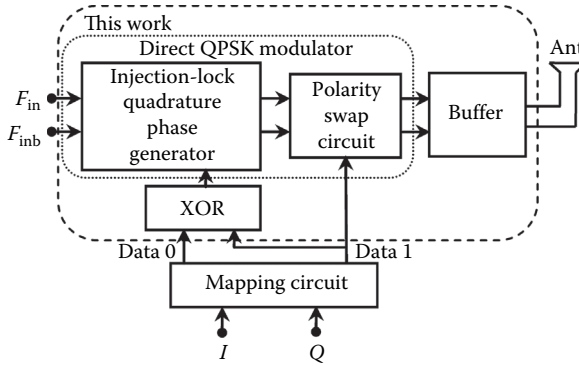 This work
Direct QPSK modulator
Ant
Injection-lock
quadrature
phase
generator
Polarity
swap
circuit
Buffer
F_in
F_inb
XOR
Data 0
Data 1
Mapping circuit
I
Q